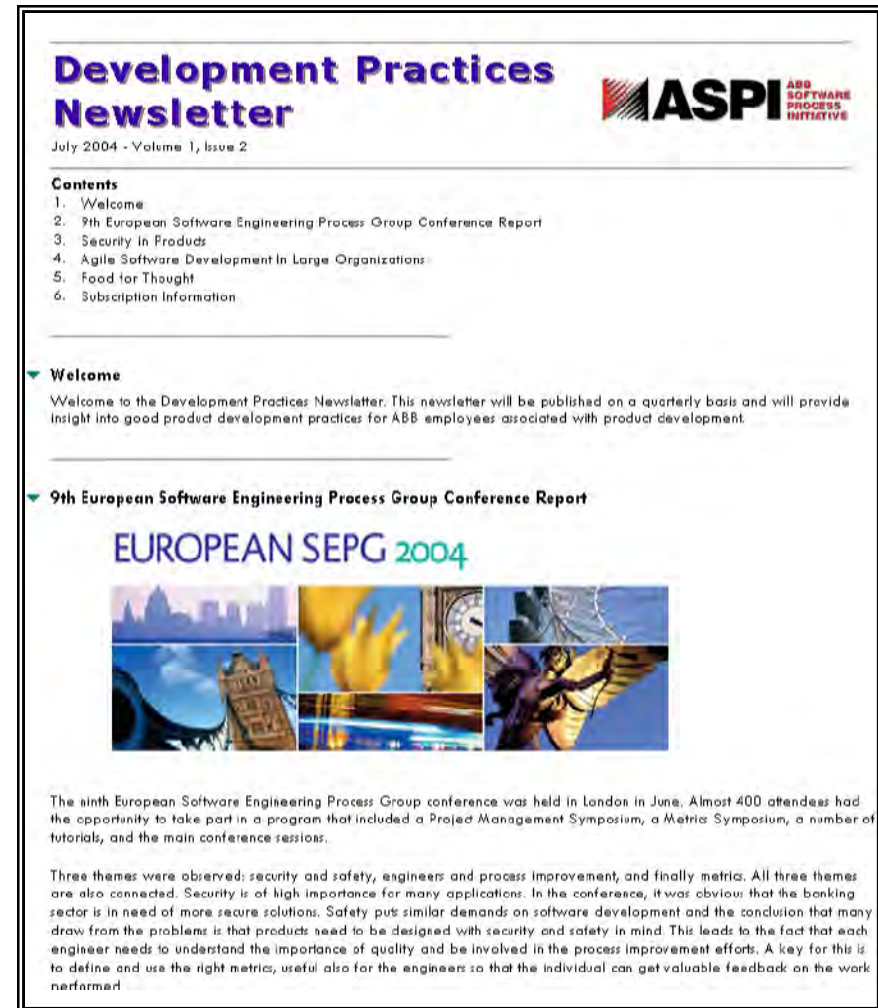 Development Practices
Newsletter
ASPI ABB
SOFTWARE
PROCESS
INITIATIVE
July 2004 - Volume 1, Issue 2
Contents
1. Welcome
2. 9th European Software Engineering Process Group Conference Report
3. Security in Products
4. Agile Software Development In Large Organizations
5. Food for Thought
6. Subscription Information
Welcome
Welcome to the Development Practices Newsletter. This newsletter will be published on a quarterly basis and will provide
insight into good product development practices for ABB employees associated with product development.
9th European Software Engineering Process Group Conference Report
EUROPEAN SEPG 2004
The ninth European Software Engineering Process Group conference was held in London in June. Almost 400 attendees had
the opportunity to take part in a program that included a Project Management Symposium, a Metrics Symposium, a number of
tutorials, and the main conference sessions.
Three themes were observed: security and safety, engineers and process improvement, and finally metrics. All three themes
are also connected. Security is of high importance for many applications. In the conference, it was obvious that the banking
sector is in need of more secure solutions. Safety puts similar demands on software development and the conclusion that many
draw from the problems is that products need to be designed with security and safety in mind. This leads to the fact that each
engineer needs to understand the importance of quality and be involved in the process improvement efforts. A key for this is
to define and use the right metrics, useful also for the engineers so that the individual can get valuable feedback on the work
performed